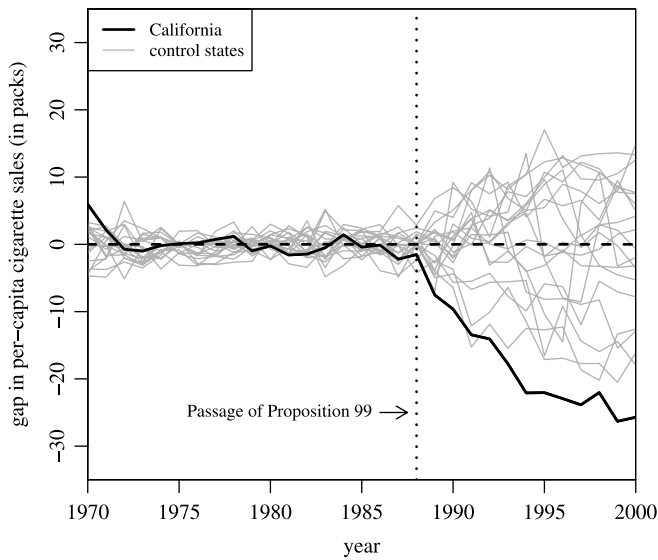 California
control states
gap in per−capita cigarette sales (in packs)
30
20
10
0
−10
−20
−30
Passage of Proposition 99
1970 1975 1980 1985 1990 1995 2000
year